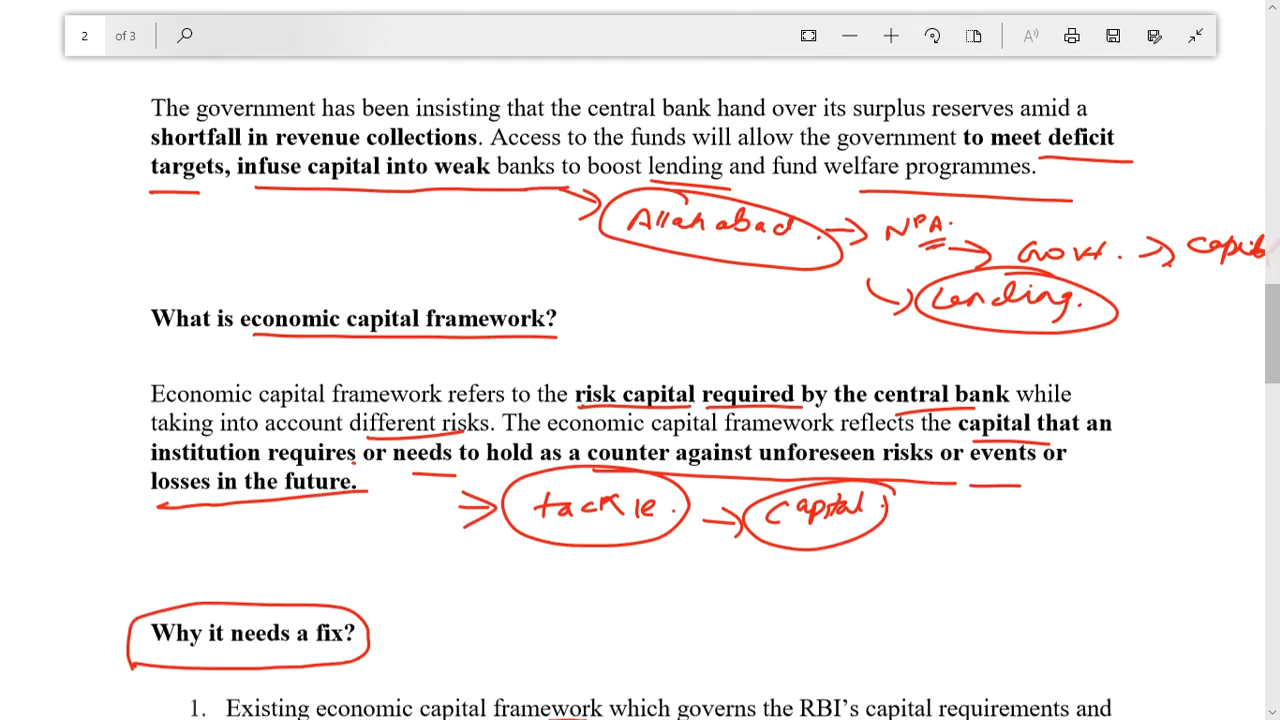 2 of 3
The government has been insisting that the central bank hand over its surplus reserves amid a
shortfall in revenue collections. Access to the funds will allow the government to meet deficit
targets, infuse capital into weak banks to boost lending and fund welfare programmes.
Allahabad
NPA.
Govt.
Capit
Lending.
What is economic capital framework?
Economic capital framework refers to the risk capital required by the central bank while
taking into account different risks. The economic capital framework reflects the capital that an
institution requires or needs to hold as a counter against unforeseen risks or events or
losses in the future.
tackle.
Capital
Why it needs a fix?
1. Existing economic capital framework which governs the RBI’s capital requirements and